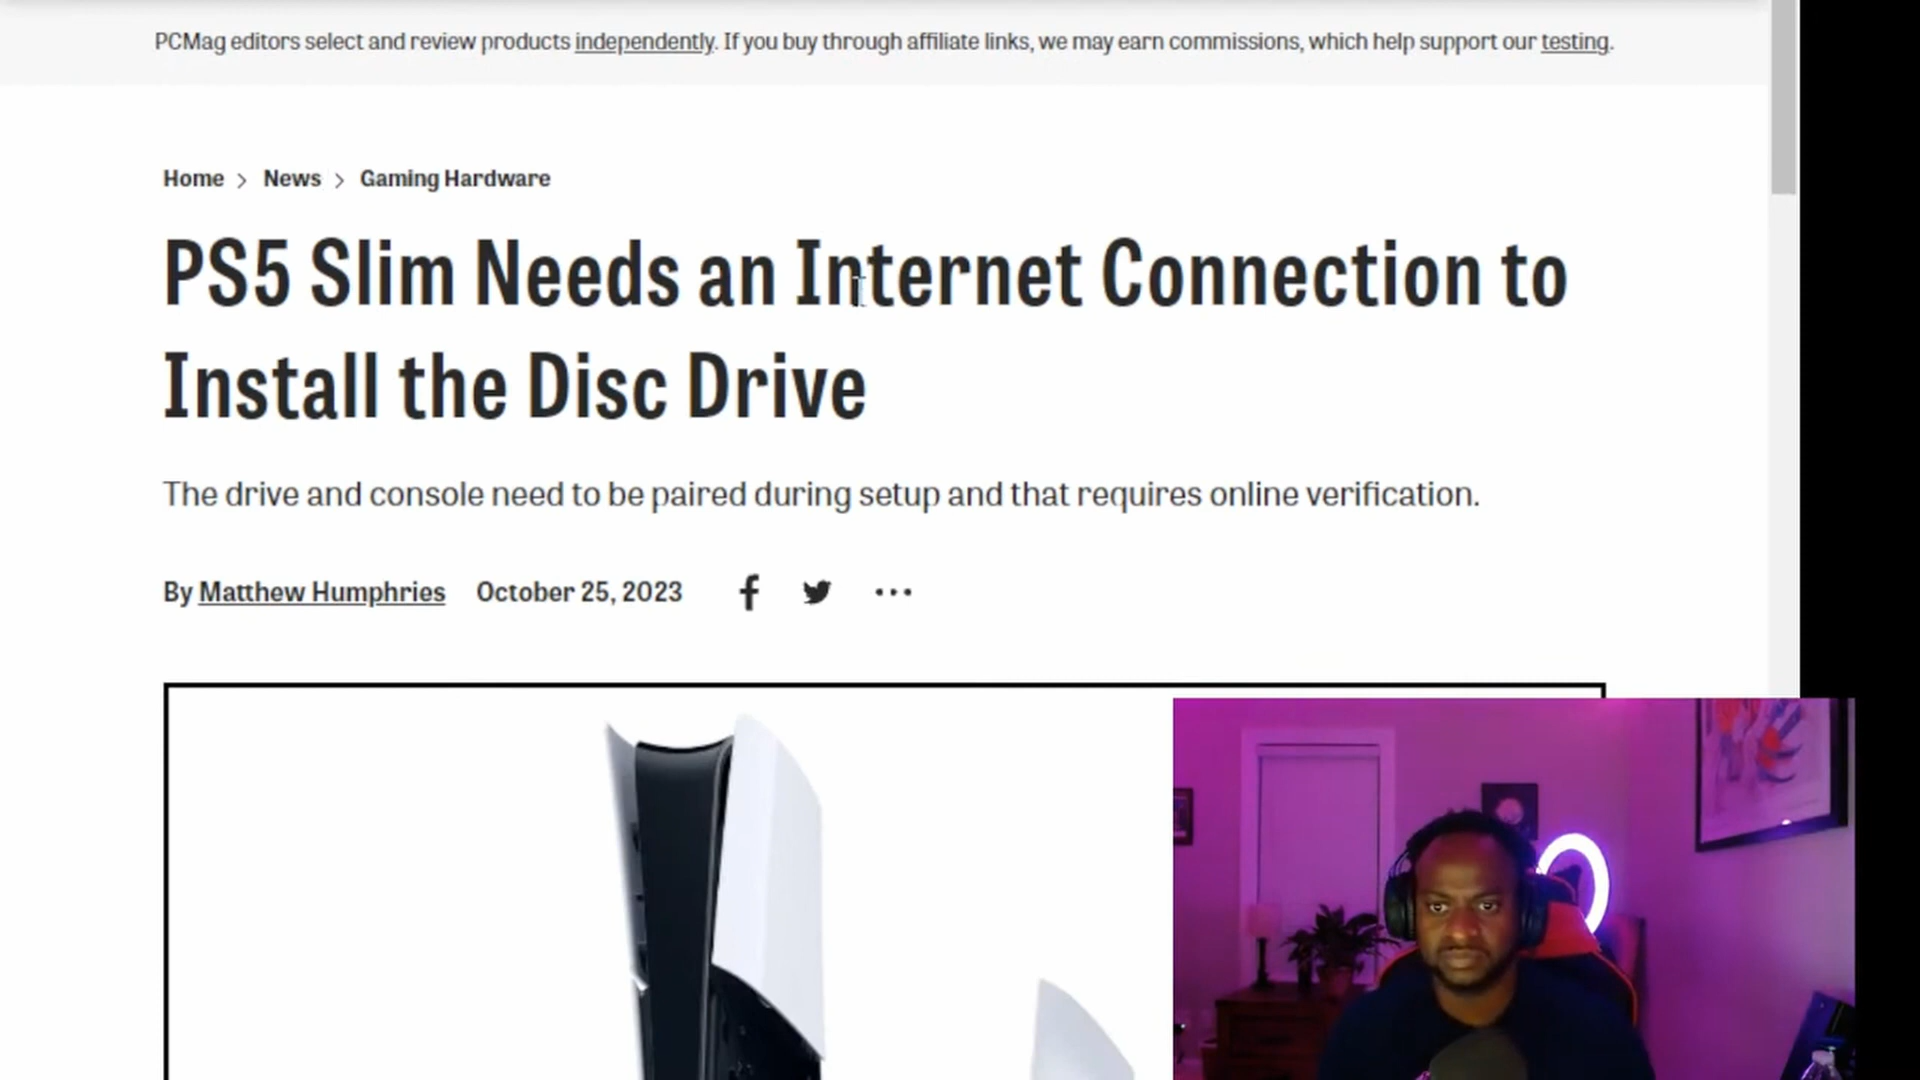 PCMag editors select and review products independently. If you buy through affiliate links, we may earn commissions, which help support our testing.
Home > News > Gaming Hardware
PS5 Slim Needs an Internet Connection to
Install the Disc Drive
The drive and console need to be paired during setup and that requires online verification.
By Matthew Humphries October 25, 2023